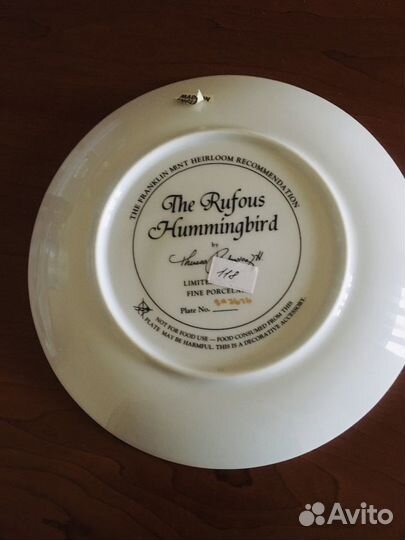 THE FRANKLIN MINT HEIRLOOM RECOMMENDATION
The Rufous
Hummingbird
by
118
LIMITED
FINE PORCELAI
Plate No.
NOT FOR FOOD USE — FOOD CONSUMED FROM THIS
PLATE MAY BE HARMFUL. THIS IS A DECORATIVE ACCESSORY.
Avito